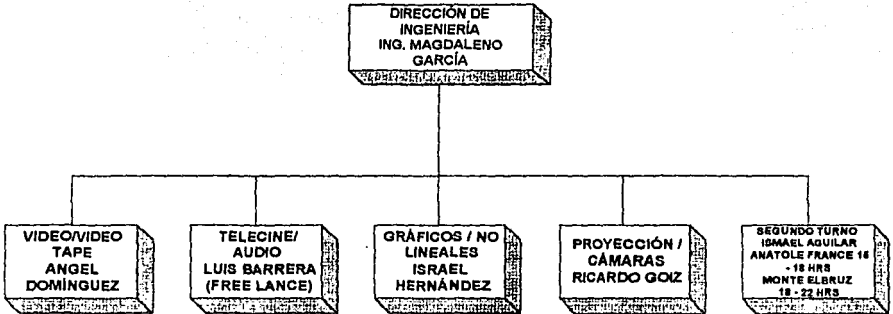 DIRECCIÓN DE
INGENIERÍA
ING. MAGDALENO
GARCÍA
VIDEO/VIDEO
TAPE
ANGEL
DOMÍNGUEZ
TELECINE/
AUDIO
LUIS BARRERA
(FREE LANCE)
GRÁFICOS / NO
LINEALES
ISRAEL
HERNÁNDEZ
PROYECCIÓN /
CÁMARAS
RICARDO GOIZ
SEGUNDO TURNO
ISMAEL AGUILAR
ANATOLE FRANCE 16
- 18 HRS
MONTE ELBRUZ
18 - 22 HRS